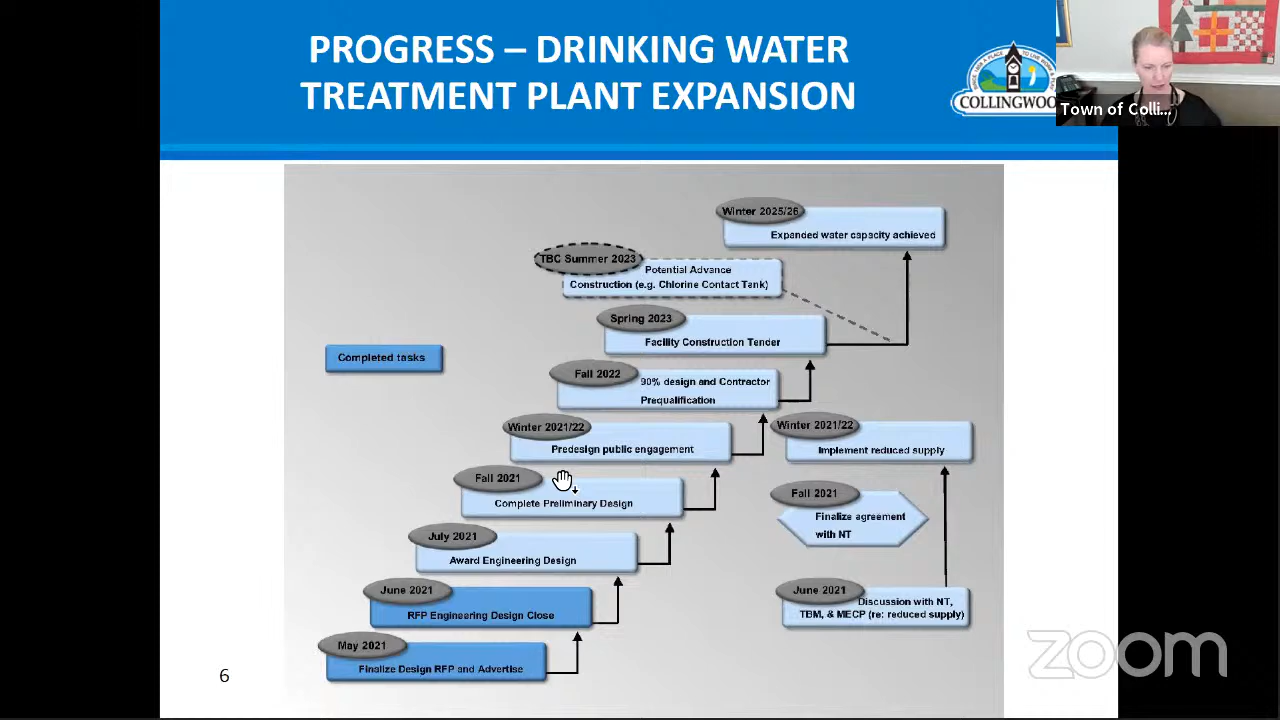 PROGRESS – DRINKING WATER
TREATMENT PLANT EXPANSION
COLLINGWOO
Town of Colli...
Winter 2025/26
Expanded water capacity achieved
TBC Summer 2023
Potential Advance
Construction (e.g. Chlorine Contact Tank)
Spring 2023
Facility Construction Tender
Completed tasks
Fall 2022
90% design and Contractor
Prequalification
Winter 2021/22
Predesign public engagement
Winter 2021/22
Implement reduced supply
Fall 2021
Complete Preliminary Design
Fall 2021
Finalize agreement
with NT
July 2021
Award Engineering Design
June 2021
RFP Engineering Design Close
June 2021
Discussion with NT,
TBM, & MECP (re: reduced supply)
May 2021
Finalize Design RFP and Advertise
6
zoom